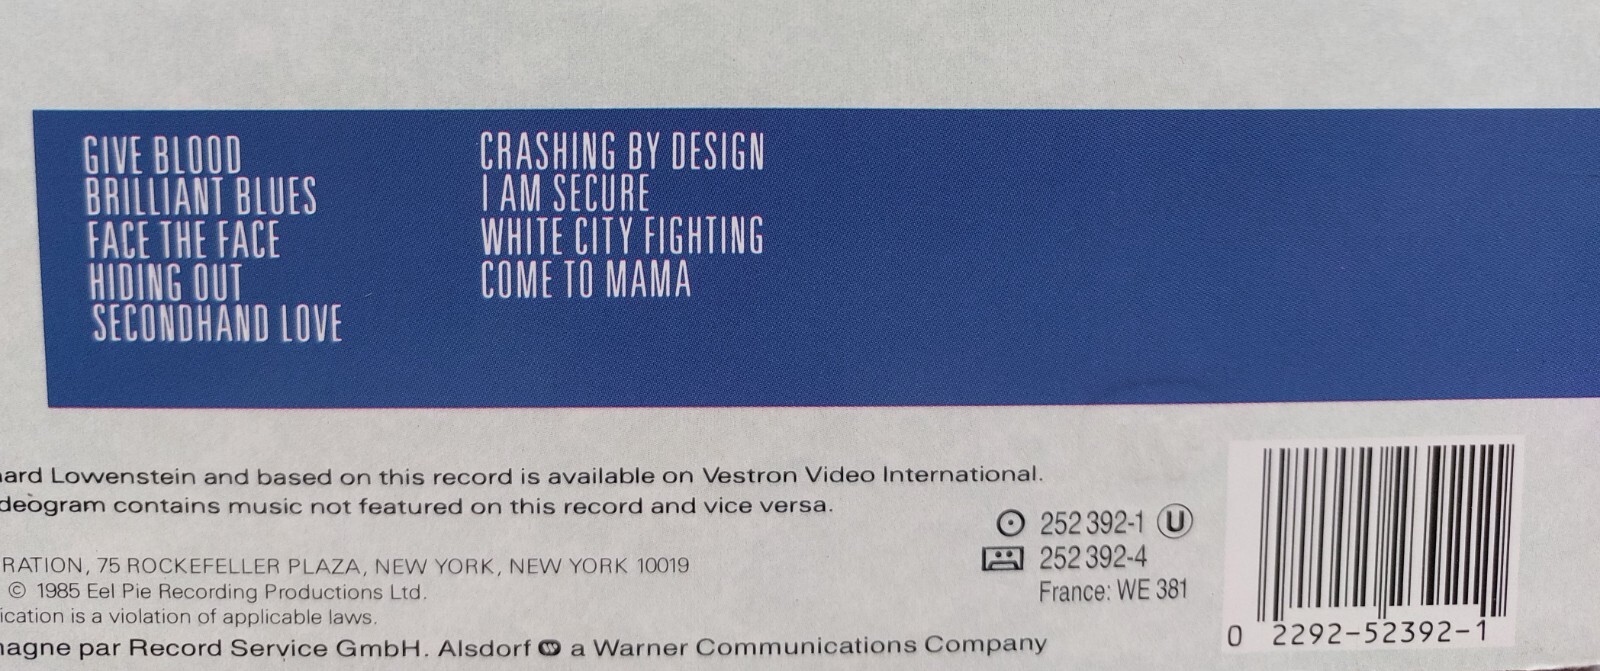 GIVE BLOOD
BRILLIANT BLUES
FACE THE FACE
HIDING OUT
SECONDHAND LOVE
CRASHING BY DESIGN
I AM SECURE
WHITE CITY FIGHTING
COME TO MAMA
ard Lowenstein and based on this record is available on Vestron Video International.
deogram contains music not featured on this record and vice versa.
RATION, 75 ROCKEFELLER PLAZA, NEW YORK, NEW YORK 10019
© 1985 Eel Pie Recording Productions Ltd.
ication is a violation of applicable laws.
magne par Record Service GmbH. Alsdorf W a Warner Communications Company
252 392-1 U
252 392-4
France: WE 381
0 2292-52392-1